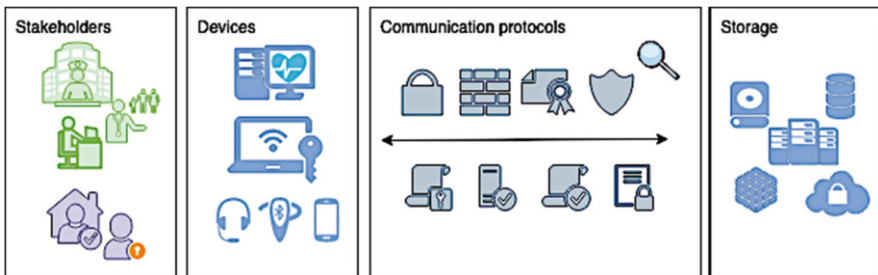 Stakeholders
Devices
Communication protocols
Storage